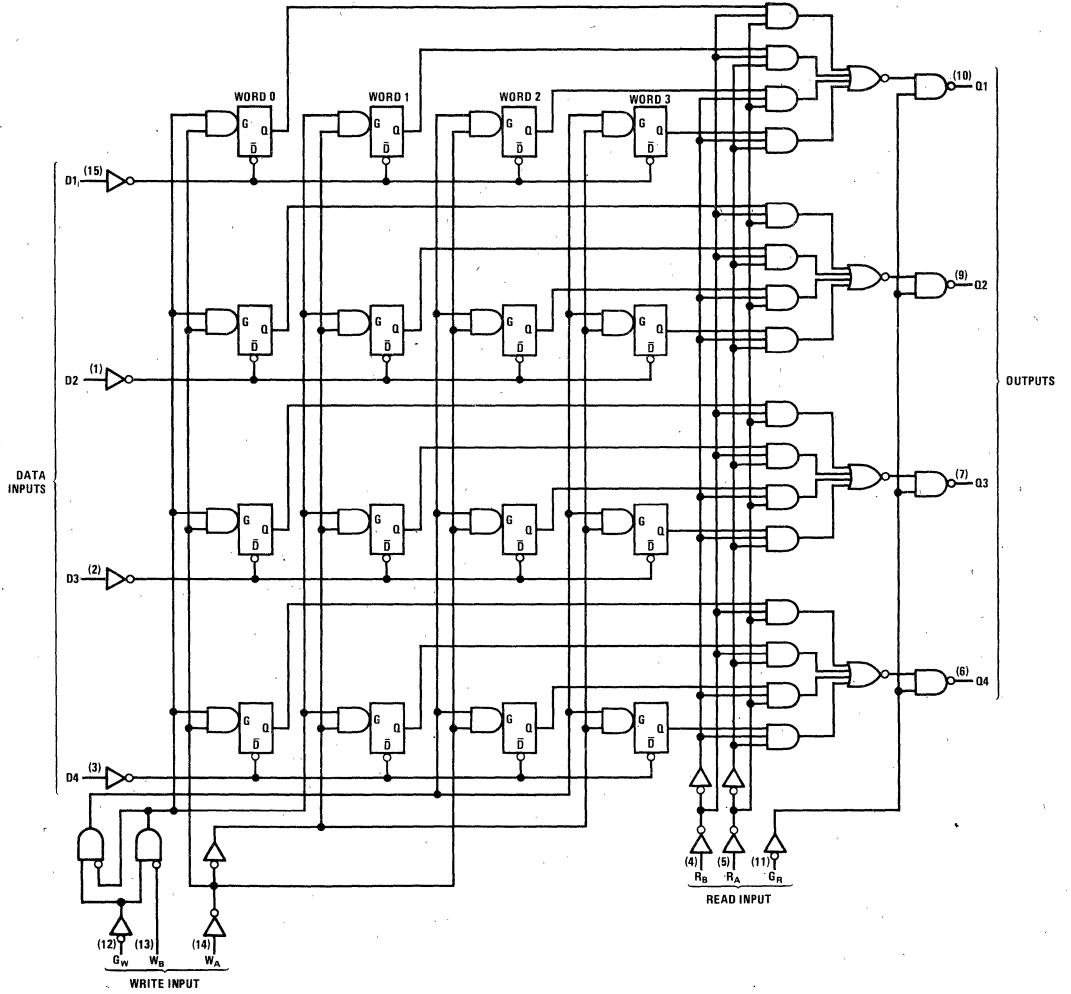 (10)
Q1
WORD 0 WORD 1 WORD 2 WORD 3
G Q G Q G Q G Q
D̅ D̅ D̅ D̅
D1 (15)
(9)
Q2
G Q G Q G Q G Q
D̅ D̅ D̅ D̅
D2 (1)
OUTPUTS
DATA
INPUTS
(7)
Q3
G Q G Q G Q G Q
D̅ D̅ D̅ D̅
D3 (2)
(6)
Q4
G Q G Q G Q G Q
D̅ D̅ D̅ D̅
D4 (3)
(4) (5) (11)
RB RA GR
READ INPUT
(12) (13) (14)
GW WB WA
WRITE INPUT